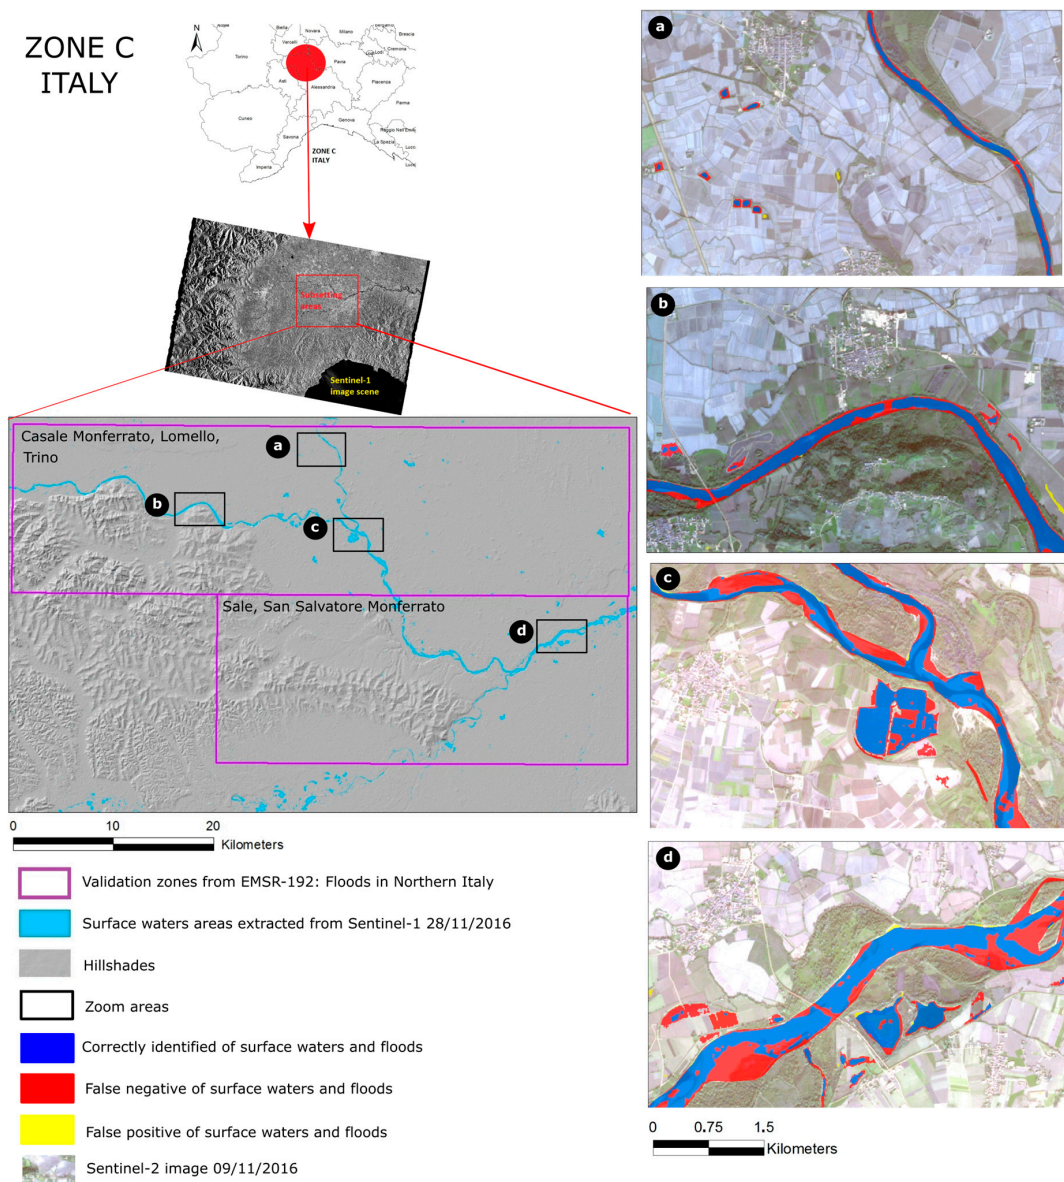 ZONE C
ITALY
N
Biella
Novara
Milano
Bergamo
Brescia
Vercelli
Lodi
Cremona
Torino
Pavia
Asti
Piacenza
Alessandria
Parma
Cuneo
Genova
Savona
Reggio Nell'Emi
La Spezia
Imperia
ZONE C
ITALY
Sunsetting
areas
Sentinel-1
image scene
Casale Monferrato, Lomello,
Trino
a
b
c
Sale, San Salvatore Monferrato
d
0
10
20
Kilometers
Validation zones from EMSR-192: Floods in Northern Italy
Surface waters areas extracted from Sentinel-1 28/11/2016
Hillshades
Zoom areas
Correctly identified of surface waters and floods
False negative of surface waters and floods
False positive of surface waters and floods
Sentinel-2 image 09/11/2016
a
b
c
d
0
0.75
1.5
Kilometers